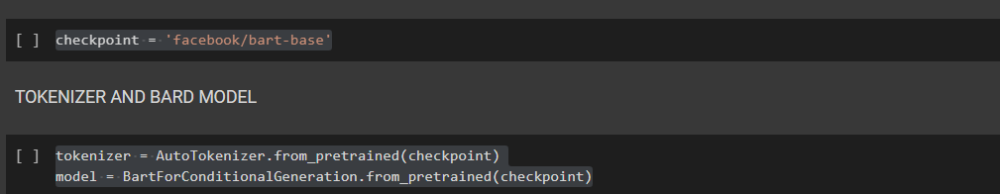 [ ] checkpoint = 'facebook/bart-base'
TOKENIZER AND BARD MODEL
[ ] tokenizer = AutoTokenizer.from_pretrained(checkpoint)
model = BartForConditionalGeneration.from_pretrained(checkpoint)